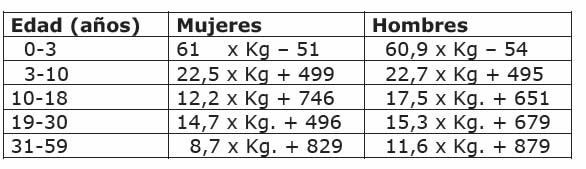 Edad (años) Mujeres Hombres
0-3 61 x Kg – 51 60,9 x Kg – 54
3-10 22,5 x Kg + 499 22,7 x Kg + 495
10-18 12,2 x Kg + 746 17,5 x Kg. + 651
19-30 14,7 x Kg. + 496 15,3 x Kg. + 679
31-59 8,7 x Kg. + 829 11,6 x Kg. + 879